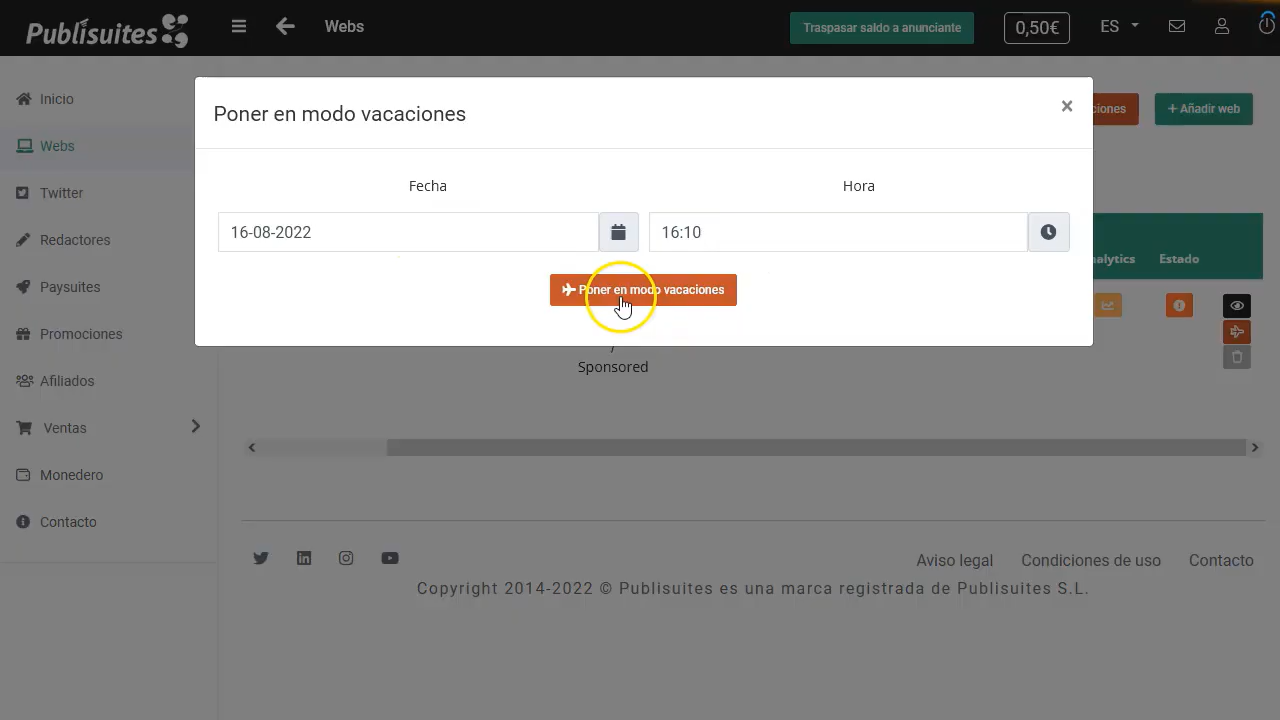 Publisuites
Webs
Traspasar saldo a anunciante
0,50€
ES
Poner en modo vacaciones
×
ciones
+ Añadir web
Inicio
Webs
Twitter
Redactores
Paysuites
Promociones
Afiliados
Ventas
Monedero
Contacto
Fecha
Hora
16-08-2022
16:10
Poner en modo vacaciones
nalytics
Estado
/
Sponsored
Aviso legal
Condiciones de uso
Contacto
Copyright 2014-2022 © Publisuites es una marca registrada de Publisuites S.L.